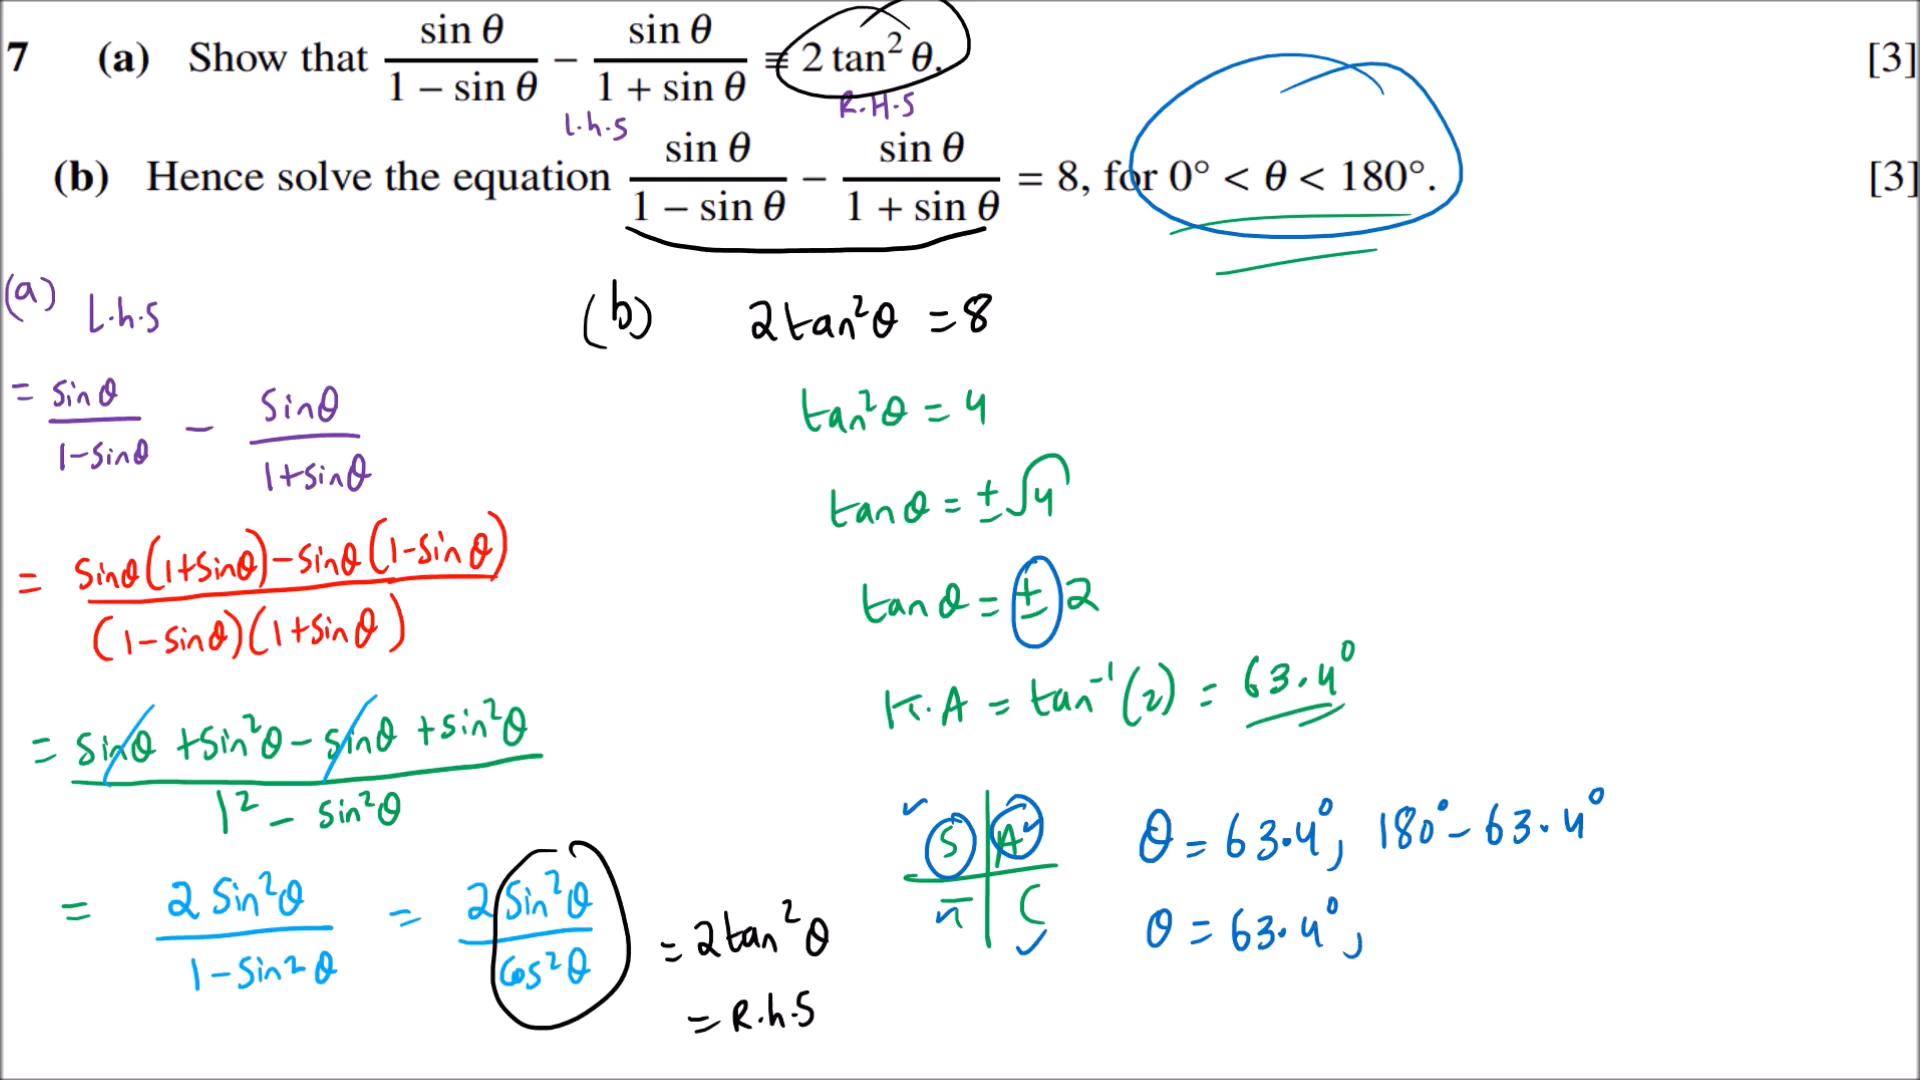 7 (a) Show that sin θ / (1 − sin θ) − sin θ / (1 + sin θ) ≡ 2 tan² θ. [3]
L.h.s R.H.S
(b) Hence solve the equation sin θ / (1 − sin θ) − sin θ / (1 + sin θ) = 8, for 0° < θ < 180°. [3]
(a) L.h.s
= sinθ / (1−sinθ) − sinθ / (1+sinθ)
= (sinθ(1+sinθ)−sinθ(1−sinθ)) / ((1−sinθ)(1+sinθ))
= (sinθ +sin²θ − sinθ +sin²θ) / (1² − sin²θ)
= 2 sin²θ / (1−sin²θ) = 2 sin²θ / cos²θ = 2tan²θ
= R.h.s
(b) 2tan²θ = 8
tan²θ = 4
tanθ = ±√4
tanθ = ± 2
K.A = tan⁻¹(2) = 63.4°
S A
T C
θ = 63.4°, 180° − 63.4°
θ = 63.4°,